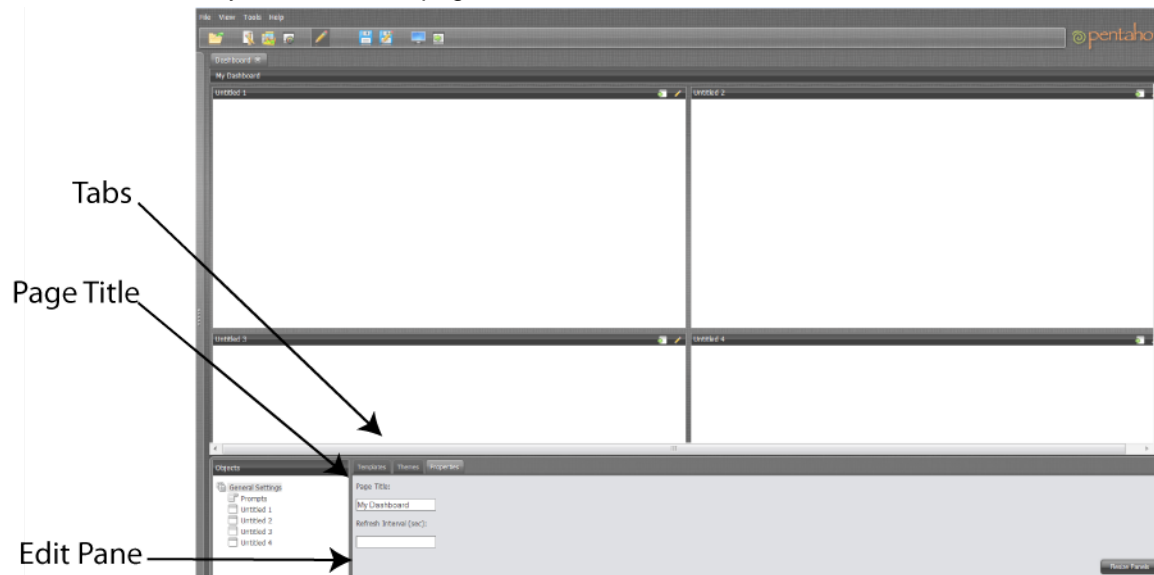 File View Tools Help
pentaho
Dashboard
My Dashboard
Untitled 1
Untitled 2
Tabs
Page Title
Untitled 3
Untitled 4
Objects
Templates Themes Properties
General Settings
Prompts
Untitled 1
Untitled 2
Untitled 3
Untitled 4
Page Title:
My Dashboard
Refresh Interval (sec):
Edit Pane
Resize Panels